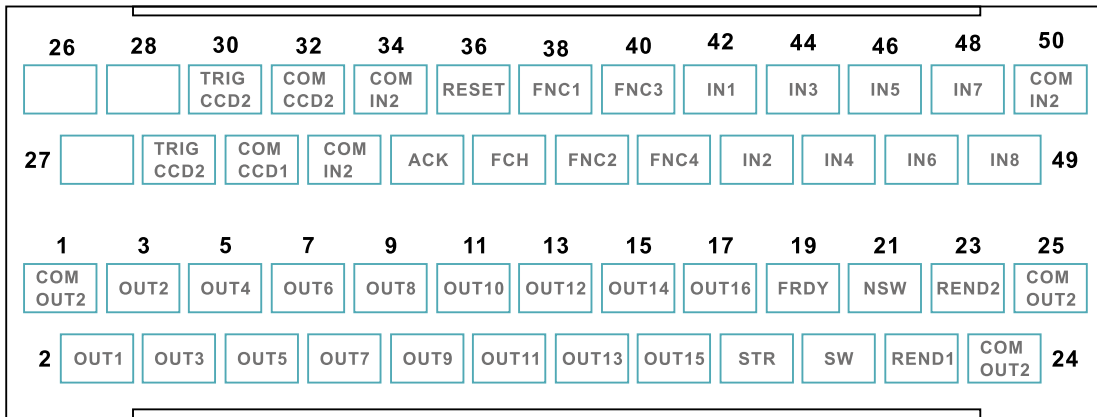 26 28 30 32 34 36 38 40 42 44 46 48 50
TRIG CCD2
COM CCD2
COM IN2
RESET
FNC1
FNC3
IN1
IN3
IN5
IN7
COM IN2
27
TRIG CCD2
COM CCD1
COM IN2
ACK
FCH
FNC2
FNC4
IN2
IN4
IN6
IN8
49
1 3 5 7 9 11 13 15 17 19 21 23 25
COM OUT2
OUT2
OUT4
OUT6
OUT8
OUT10
OUT12
OUT14
OUT16
FRDY
NSW
REND2
COM OUT2
2
OUT1
OUT3
OUT5
OUT7
OUT9
OUT11
OUT13
OUT15
STR
SW
REND1
COM OUT2
24